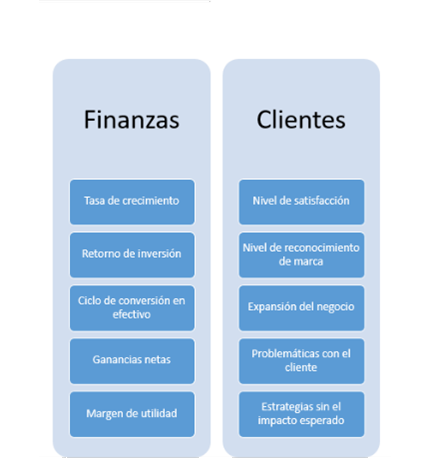 Finanzas
Tasa de crecimiento
Retorno de inversión
Ciclo de conversión en
efectivo
Ganancias netas
Margen de utilidad
Clientes
Nivel de satisfacción
Nivel de reconocimiento
de marca
Expansión del negocio
Problemáticas con el
cliente
Estrategias sin el
impacto esperado